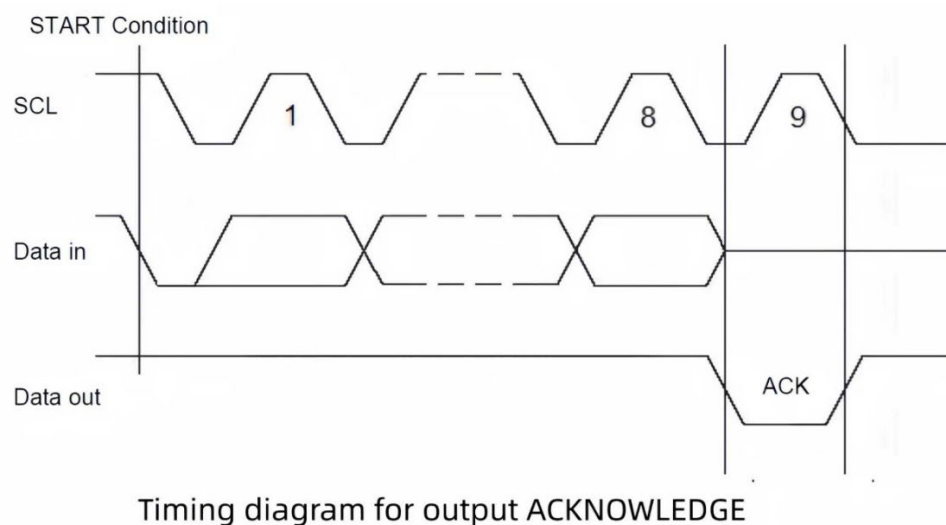 START Condition
SCL
1
8
9
Data in
Data out
ACK
Timing diagram for output ACKNOWLEDGE